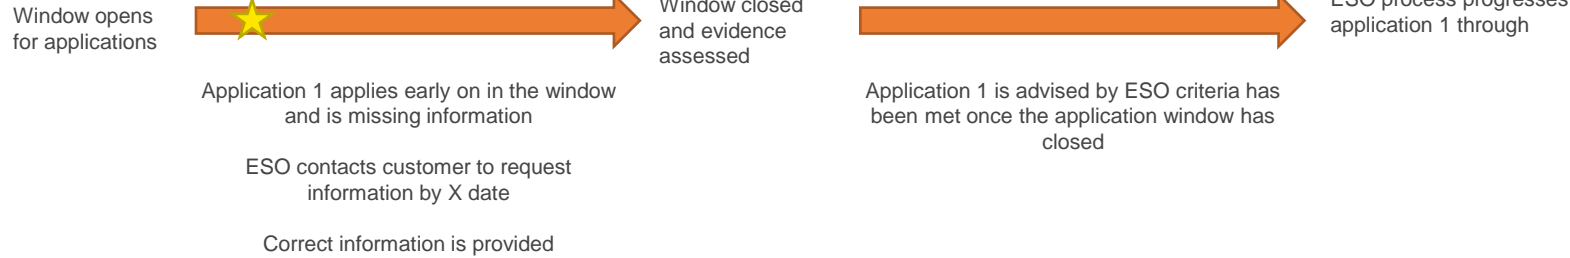 Window opens
for applications
Window closed
and evidence
assessed
ESO process progresses
application 1 through
Application 1 applies early on in the window
and is missing information
ESO contacts customer to request
information by X date
Correct information is provided
Application 1 is advised by ESO criteria has
been met once the application window has
closed